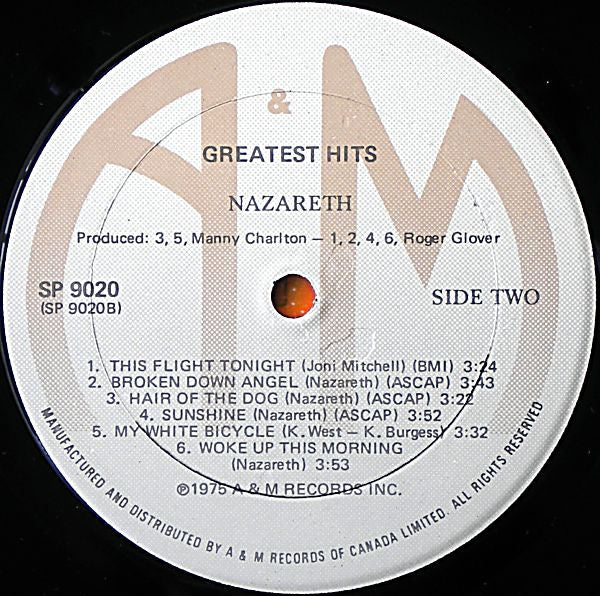 A & M
GREATEST HITS
NAZARETH
Produced: 3, 5, Manny Charlton — 1, 2, 4, 6, Roger Glover
SP 9020
(SP 9020B)
SIDE TWO
1. THIS FLIGHT TONIGHT (Joni Mitchell) (BMI) 3:24
2. BROKEN DOWN ANGEL (Nazareth) (ASCAP) 3:43
3. HAIR OF THE DOG (Nazareth) (ASCAP) 3:22
4. SUNSHINE (Nazareth) (ASCAP) 3:52
5. MY WHITE BICYCLE (K. West — K. Burgess) 3:32
6. WOKE UP THIS MORNING
(Nazareth) 3:53
℗1975 A & M RECORDS INC.
MANUFACTURED AND DISTRIBUTED BY A & M RECORDS OF CANADA LIMITED. ALL RIGHTS RESERVED